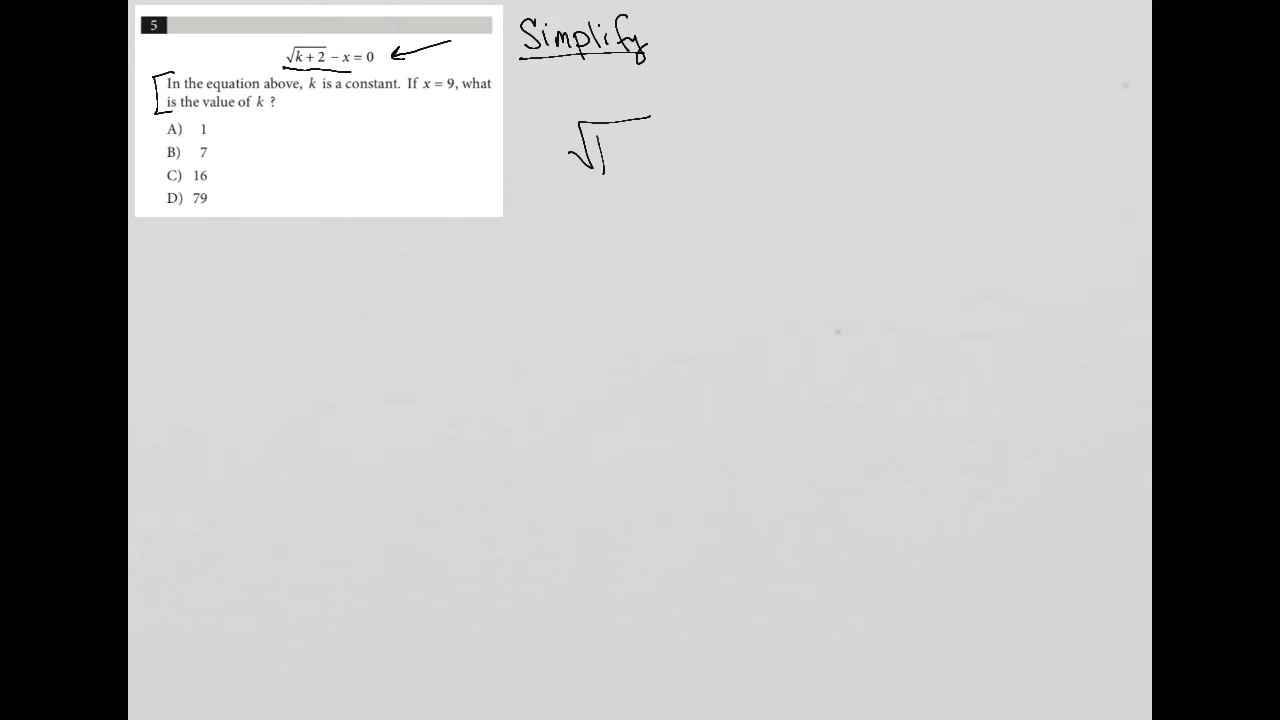 5
√k + 2 − x = 0
In the equation above, k is a constant. If x = 9, what
is the value of k ?
A) 1
B) 7
C) 16
D) 79
Simplify
√